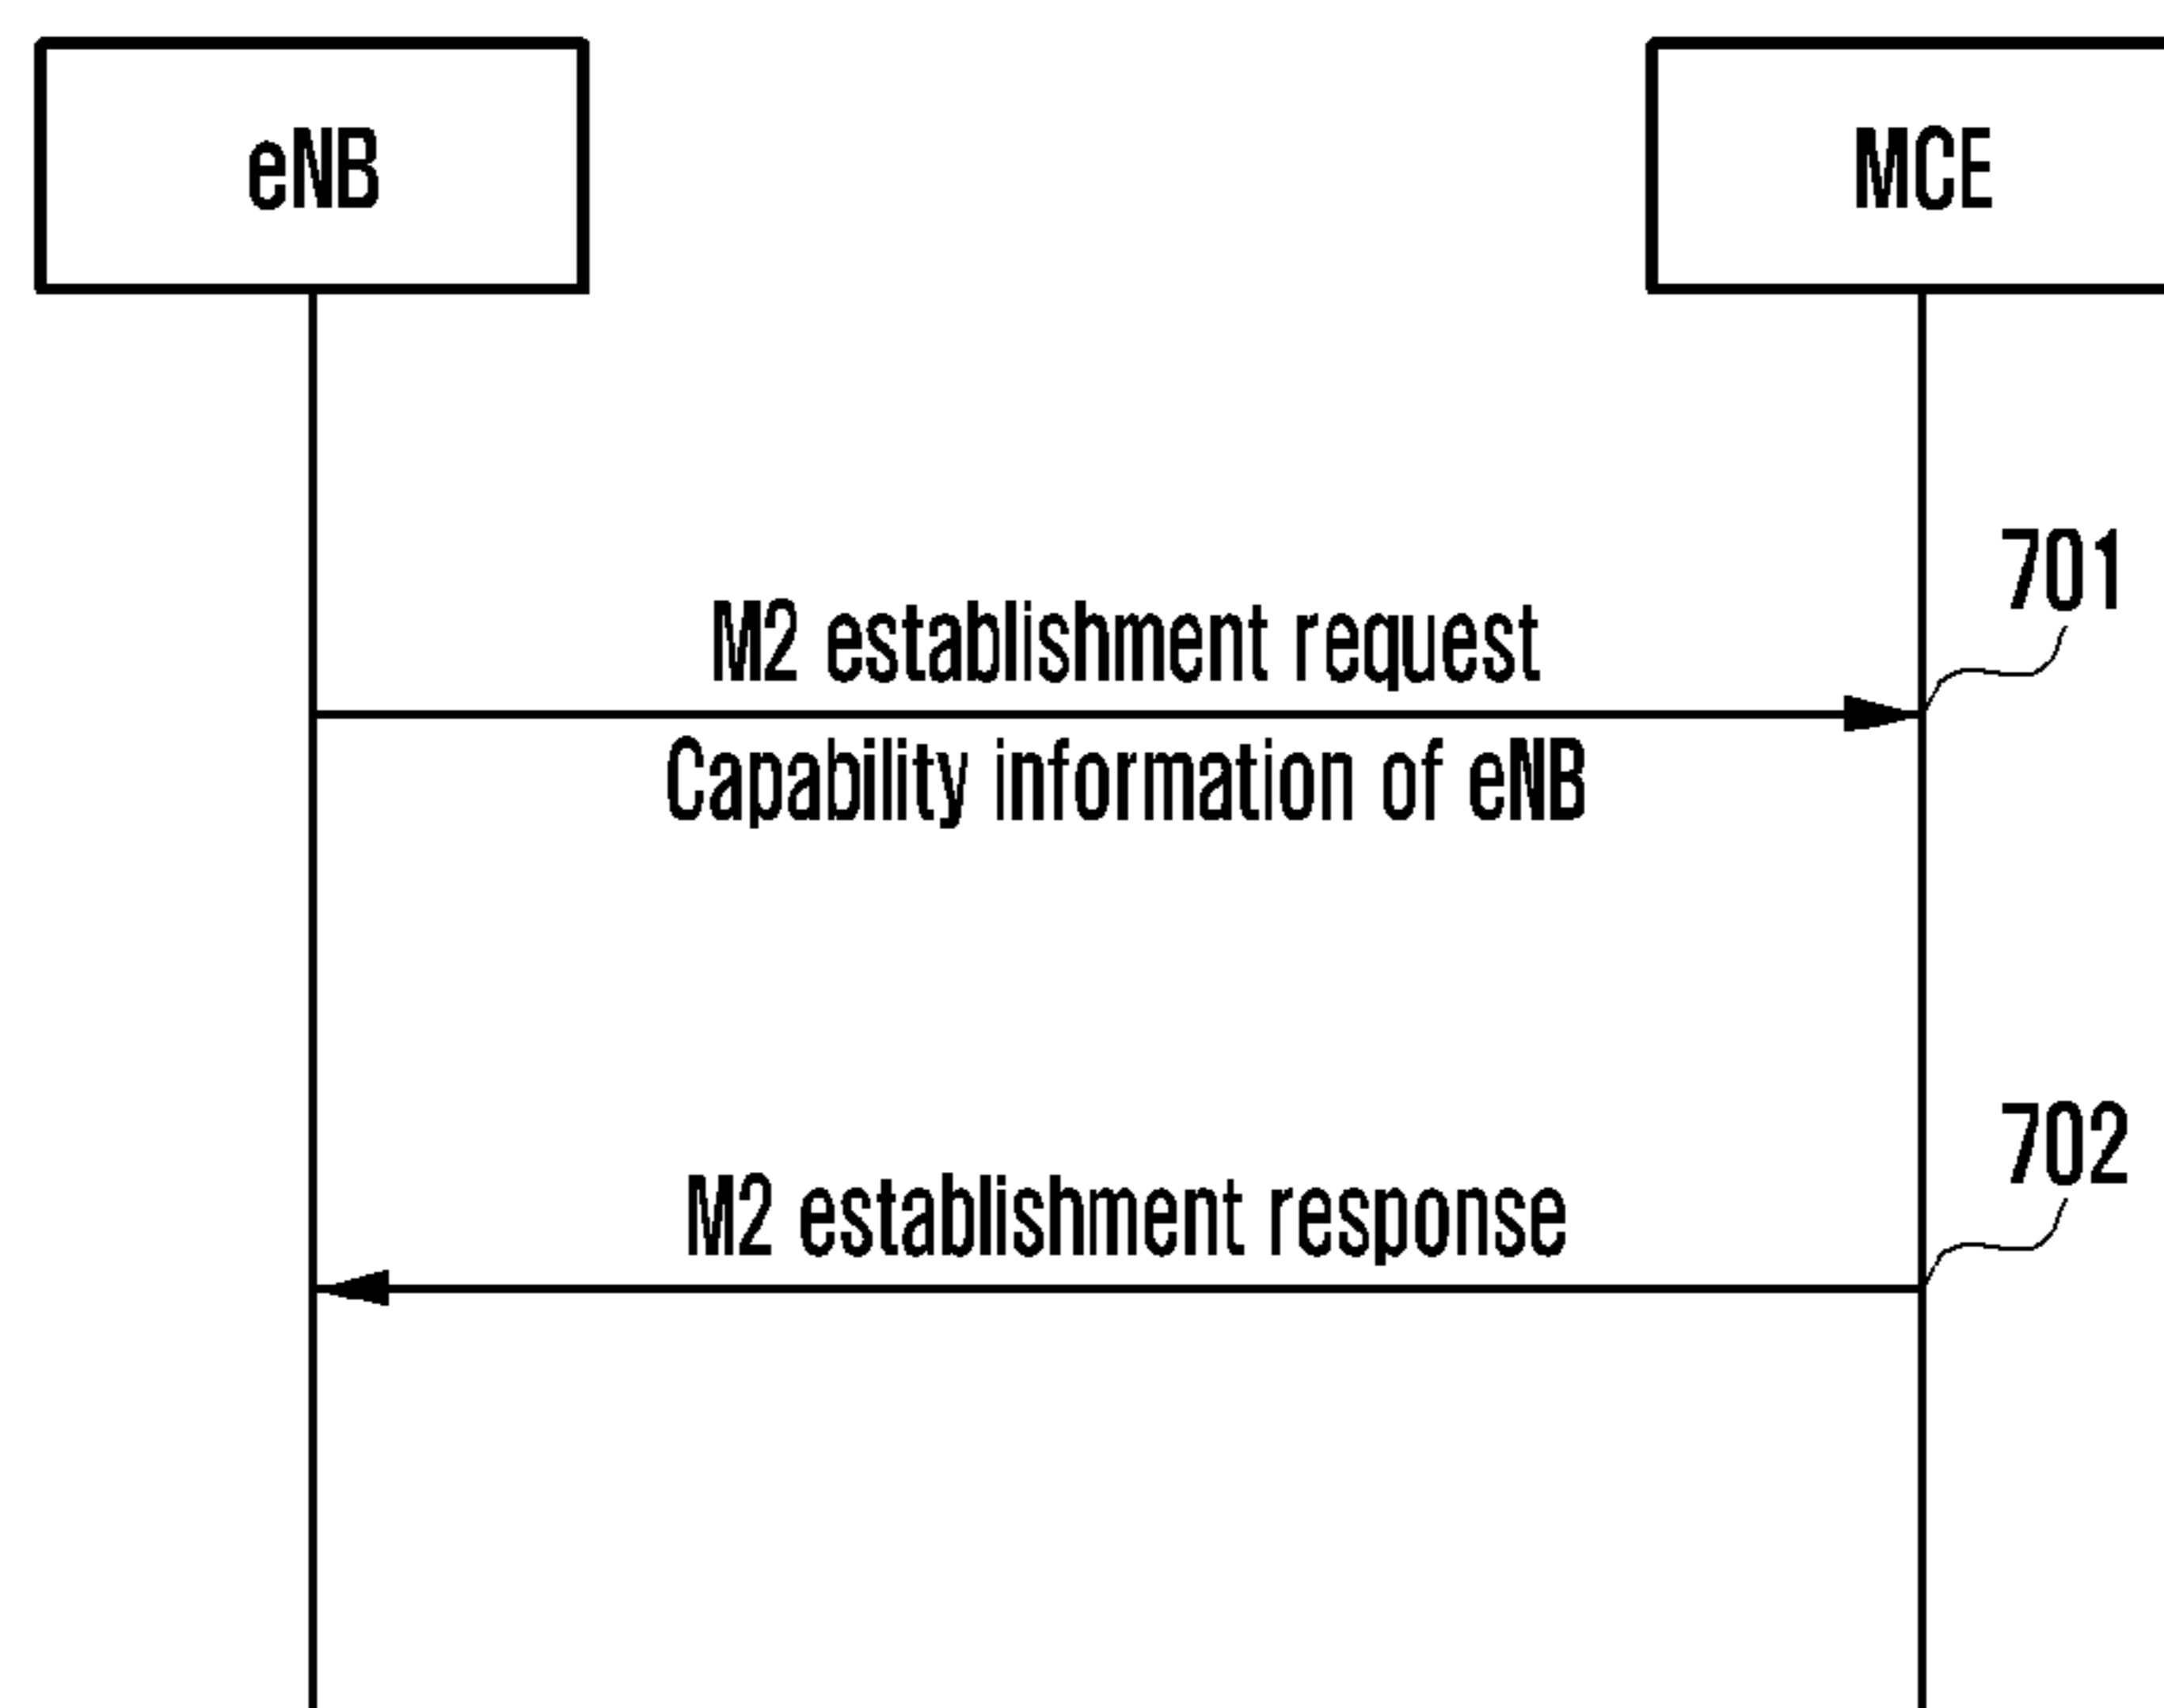 eNB
MCE
701
M2 establishment request
Capability information of eNB
702
M2 establishment response